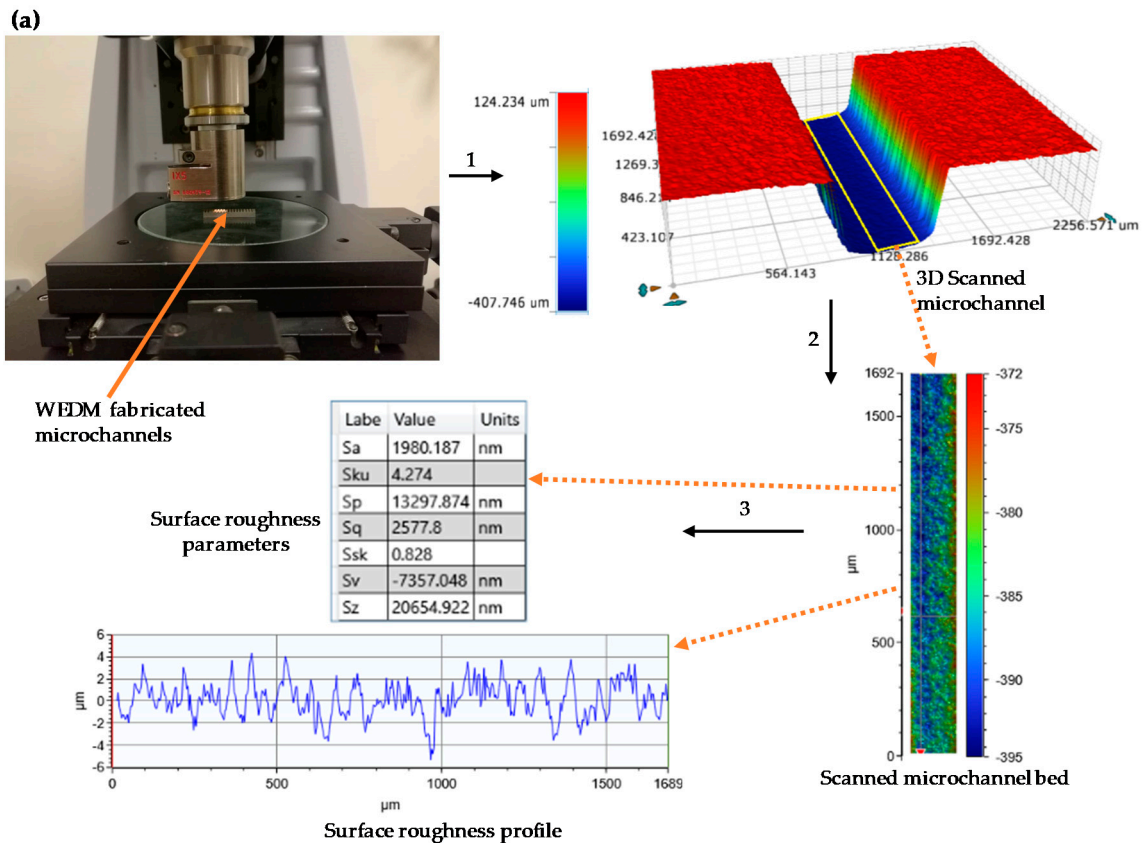 (a)
1
124.234 um
-407.746 um
1692.428
1269.3
846.21
423.107
564.143
1128.286
1692.428
2256.571 um
3D Scanned
microchannel
2
WEDM fabricated
microchannels
Labe Value Units
Sa 1980.187 nm
Sku 4.274
Sp 13297.874 nm
Sq 2577.8 nm
Ssk 0.828
Sv -7357.048 nm
Sz 20654.922 nm
Surface roughness
parameters
3
1692
1500
1000
500
0
µm
-372
-375
-380
-385
-390
-395
Scanned microchannel bed
6
4
2
0
-2
-4
-6
µm
0 500 1000 1500 1689
µm
Surface roughness profile